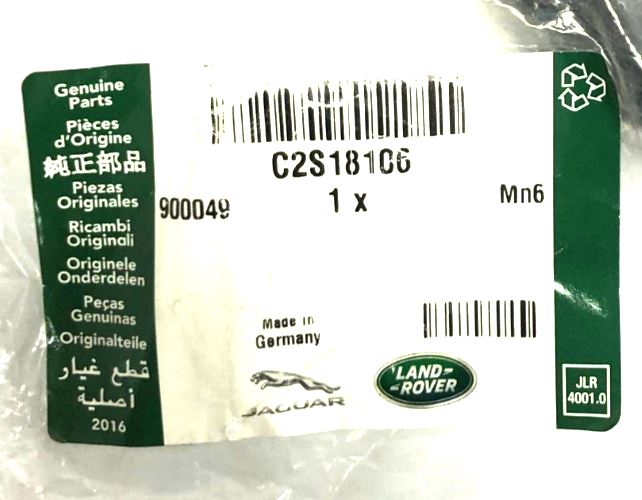 Genuine
Parts
Pièces
d'Origine
純正部品
Piezas
Originales
Ricambi
Originali
Originele
Onderdelen
Peças
Genuinas
Originalteile
قطع غيار
أصلية
2016
C2S18106
1 x
900049
Mn6
Made in
Germany
JAGUAR
LAND-
-ROVER
JLR
4001.0